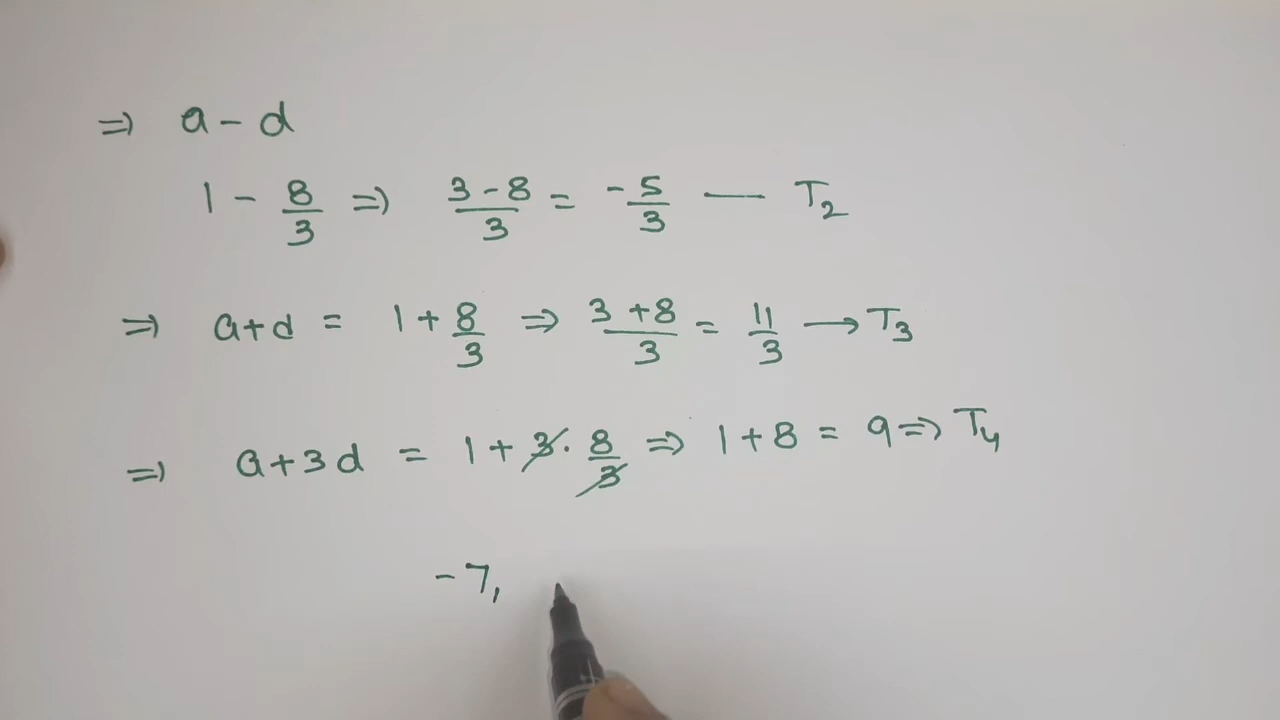 ⇒ a - d
1 - 8/3 ⇒ (3-8)/3 = -5/3 — T₂
⇒ a+d = 1 + 8/3 ⇒ (3+8)/3 = 11/3 → T₃
⇒ a+3d = 1 + 3̸ · 8/3̸ ⇒ 1+8 = 9 ⇒ T₄
-7,